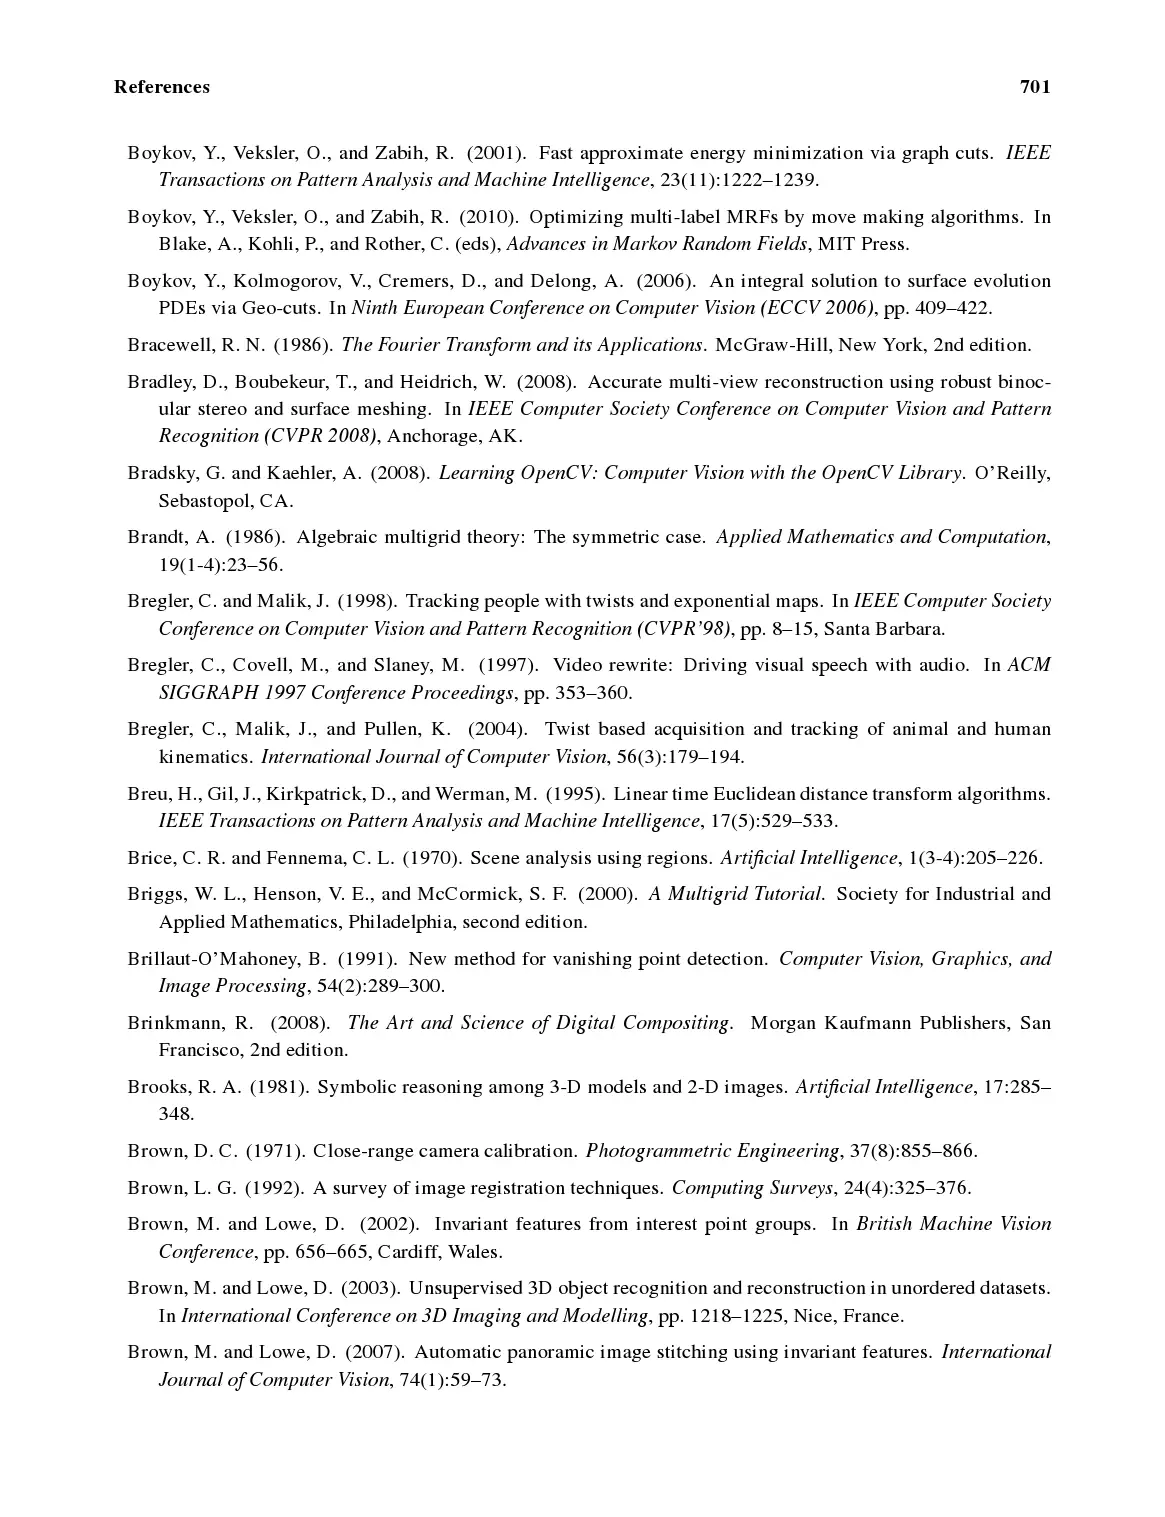 References 701
Boykov, Y., Veksler, O., and Zabih, R. (2001). Fast approximate energy minimization via graph cuts. IEEE
Transactions on Pattern Analysis and Machine Intelligence, 23(11):1222–1239.
Boykov, Y., Veksler, O., and Zabih, R. (2010). Optimizing multi-label MRFs by move making algorithms. In
Blake, A., Kohli, P., and Rother, C. (eds), Advances in Markov Random Fields, MIT Press.
Boykov, Y., Kolmogorov, V., Cremers, D., and Delong, A. (2006). An integral solution to surface evolution
PDEs via Geo-cuts. In Ninth European Conference on Computer Vision (ECCV 2006), pp. 409–422.
Bracewell, R. N. (1986). The Fourier Transform and its Applications. McGraw-Hill, New York, 2nd edition.
Bradley, D., Boubekeur, T., and Heidrich, W. (2008). Accurate multi-view reconstruction using robust binoc-
ular stereo and surface meshing. In IEEE Computer Society Conference on Computer Vision and Pattern
Recognition (CVPR 2008), Anchorage, AK.
Bradsky, G. and Kaehler, A. (2008). Learning OpenCV: Computer Vision with the OpenCV Library. O’Reilly,
Sebastopol, CA.
Brandt, A. (1986). Algebraic multigrid theory: The symmetric case. Applied Mathematics and Computation,
19(1-4):23–56.
Bregler, C. and Malik, J. (1998). Tracking people with twists and exponential maps. In IEEE Computer Society
Conference on Computer Vision and Pattern Recognition (CVPR’98), pp. 8–15, Santa Barbara.
Bregler, C., Covell, M., and Slaney, M. (1997). Video rewrite: Driving visual speech with audio. In ACM
SIGGRAPH 1997 Conference Proceedings, pp. 353–360.
Bregler, C., Malik, J., and Pullen, K. (2004). Twist based acquisition and tracking of animal and human
kinematics. International Journal of Computer Vision, 56(3):179–194.
Breu, H., Gil, J., Kirkpatrick, D., and Werman, M. (1995). Linear time Euclidean distance transform algorithms.
IEEE Transactions on Pattern Analysis and Machine Intelligence, 17(5):529–533.
Brice, C. R. and Fennema, C. L. (1970). Scene analysis using regions. Artificial Intelligence, 1(3-4):205–226.
Briggs, W. L., Henson, V. E., and McCormick, S. F. (2000). A Multigrid Tutorial. Society for Industrial and
Applied Mathematics, Philadelphia, second edition.
Brillaut-O’Mahoney, B. (1991). New method for vanishing point detection. Computer Vision, Graphics, and
Image Processing, 54(2):289–300.
Brinkmann, R. (2008). The Art and Science of Digital Compositing. Morgan Kaufmann Publishers, San
Francisco, 2nd edition.
Brooks, R. A. (1981). Symbolic reasoning among 3-D models and 2-D images. Artificial Intelligence, 17:285–
348.
Brown, D. C. (1971). Close-range camera calibration. Photogrammetric Engineering, 37(8):855–866.
Brown, L. G. (1992). A survey of image registration techniques. Computing Surveys, 24(4):325–376.
Brown, M. and Lowe, D. (2002). Invariant features from interest point groups. In British Machine Vision
Conference, pp. 656–665, Cardiff, Wales.
Brown, M. and Lowe, D. (2003). Unsupervised 3D object recognition and reconstruction in unordered datasets.
In International Conference on 3D Imaging and Modelling, pp. 1218–1225, Nice, France.
Brown, M. and Lowe, D. (2007). Automatic panoramic image stitching using invariant features. International
Journal of Computer Vision, 74(1):59–73.